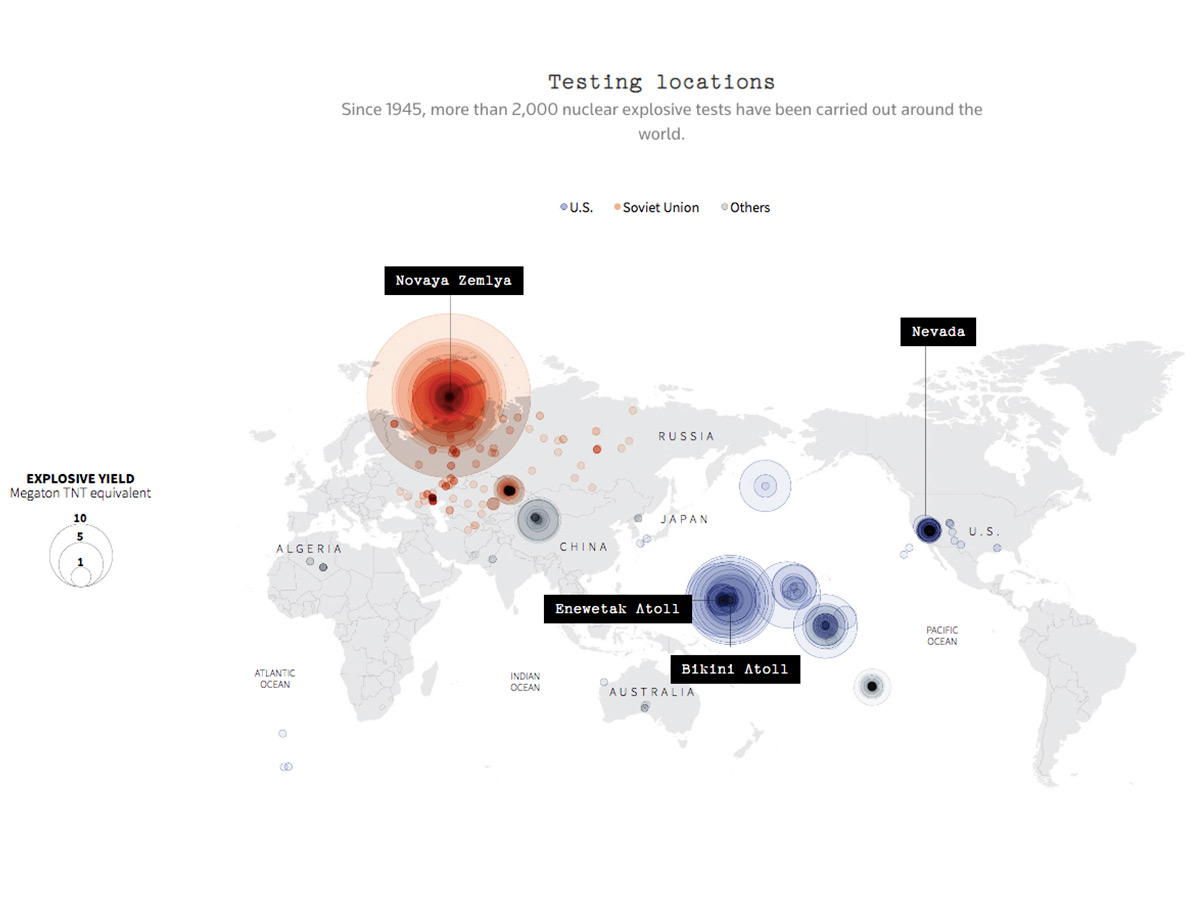 Testing locations
Since 1945, more than 2,000 nuclear explosive tests have been carried out around the
world.
U.S.
Soviet Union
Others
Novaya Zemlya
Nevada
RUSSIA
EXPLOSIVE YIELD
Megaton TNT equivalent
10
5
1
JAPAN
U.S.
ALGERIA
CHINA
Enewetak Atoll
PACIFIC
OCEAN
Bikini Atoll
ATLANTIC
OCEAN
INDIAN
OCEAN
AUSTRALIA